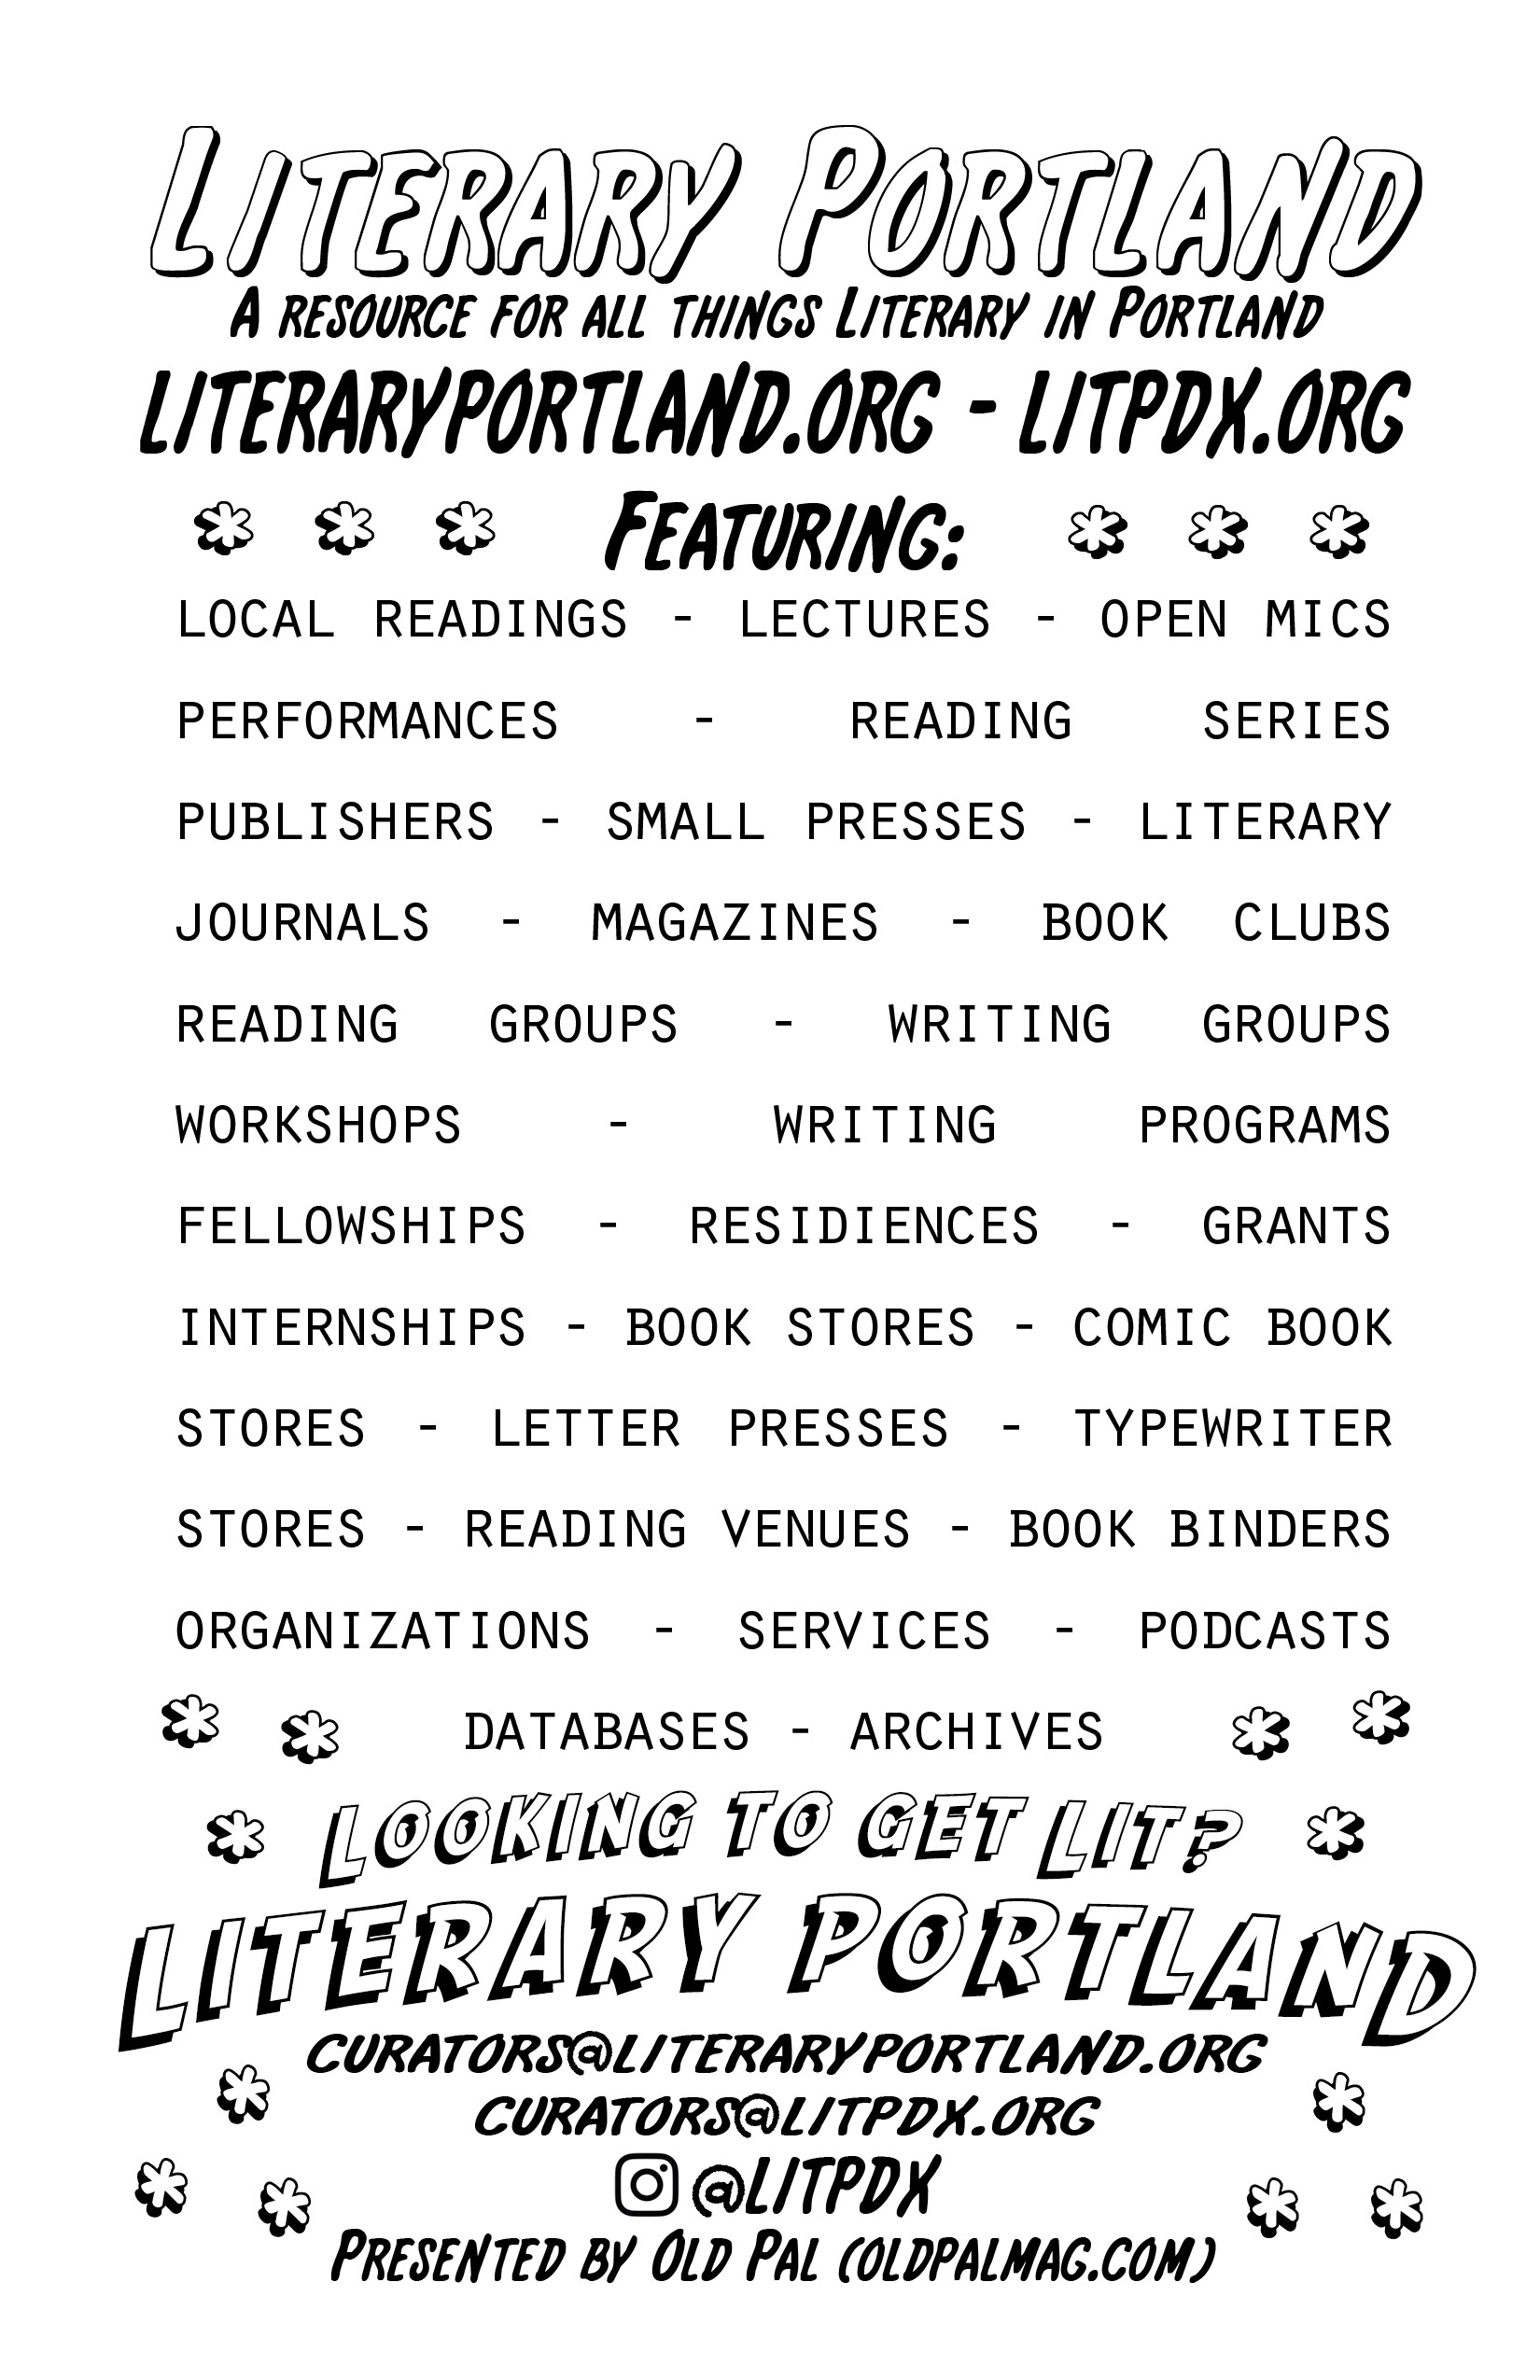 Literary Portland
A resource for all things Literary in Portland
literaryportland.org - litpdx.org
* * * Featuring: * * *
LOCAL READINGS - LECTURES - OPEN MICS
PERFORMANCES - READING SERIES
PUBLISHERS - SMALL PRESSES - LITERARY
JOURNALS - MAGAZINES - BOOK CLUBS
READING GROUPS - WRITING GROUPS
WORKSHOPS - WRITING PROGRAMS
FELLOWSHIPS - RESIDIENCES - GRANTS
INTERNSHIPS - BOOK STORES - COMIC BOOK
STORES - LETTER PRESSES - TYPEWRITER
STORES - READING VENUES - BOOK BINDERS
ORGANIZATIONS - SERVICES - PODCASTS
* * DATABASES - ARCHIVES * *
* Looking to get Lit? *
Literary Portland
curators@literaryportland.org
* curators@litpdx.org *
* * @litpdx * *
Presented by Old Pal (oldpalmag.com)